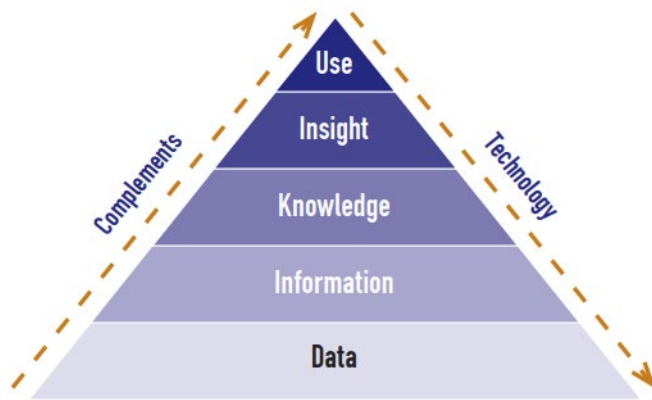 Use
Insight
Complements
Technology
Knowledge
Information
Data